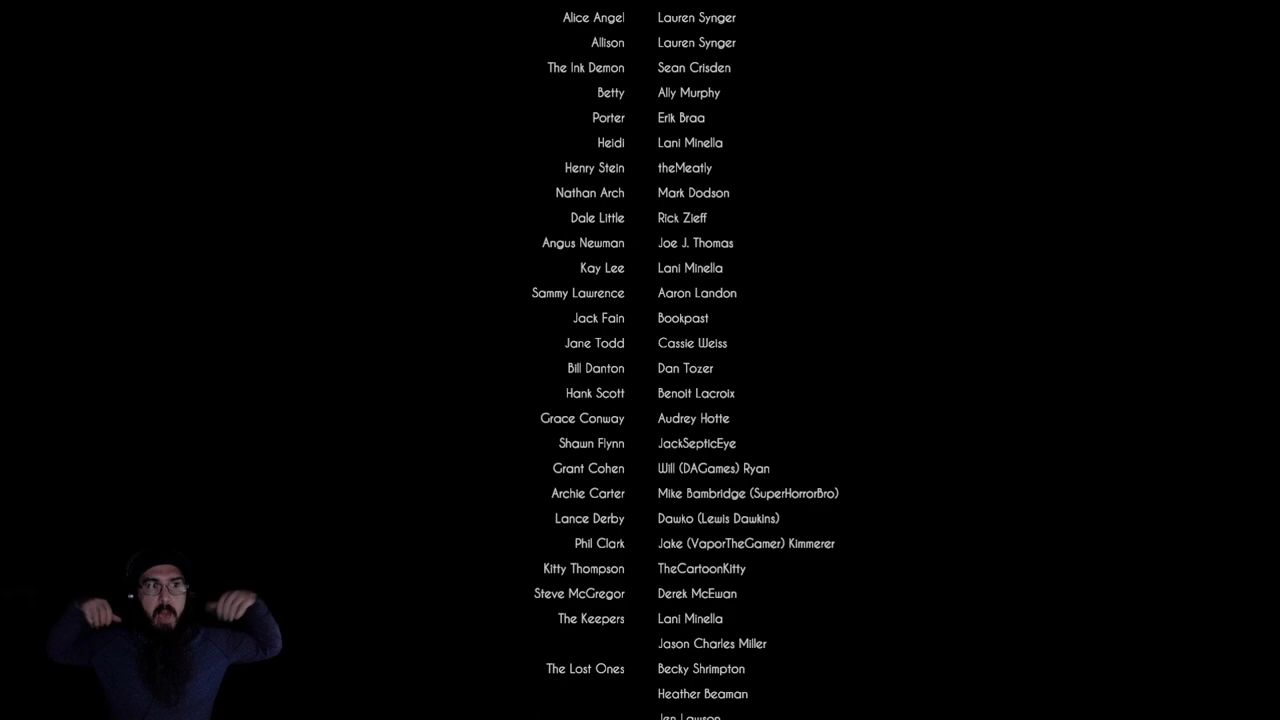 Alice Angel Lauren Synger
Allison Lauren Synger
The Ink Demon Sean Crisden
Betty Ally Murphy
Porter Erik Braa
Heidi Lani Minella
Henry Stein theMeatly
Nathan Arch Mark Dodson
Dale Little Rick Zieff
Angus Newman Joe J. Thomas
Kay Lee Lani Minella
Sammy Lawrence Aaron Landon
Jack Fain Bookpast
Jane Todd Cassie Weiss
Bill Danton Dan Tozer
Hank Scott Benoit Lacroix
Grace Conway Audrey Hotte
Shawn Flynn JackSepticEye
Grant Cohen Will (DAGames) Ryan
Archie Carter Mike Bambridge (SuperHorrorBro)
Lance Derby Dawko (Lewis Dawkins)
Phil Clark Jake (VaporTheGamer) Kimmerer
Kitty Thompson TheCartoonKitty
Steve McGregor Derek McEwan
The Keepers Lani Minella
Jason Charles Miller
The Lost Ones Becky Shrimpton
Heather Beaman
Jen Lawson